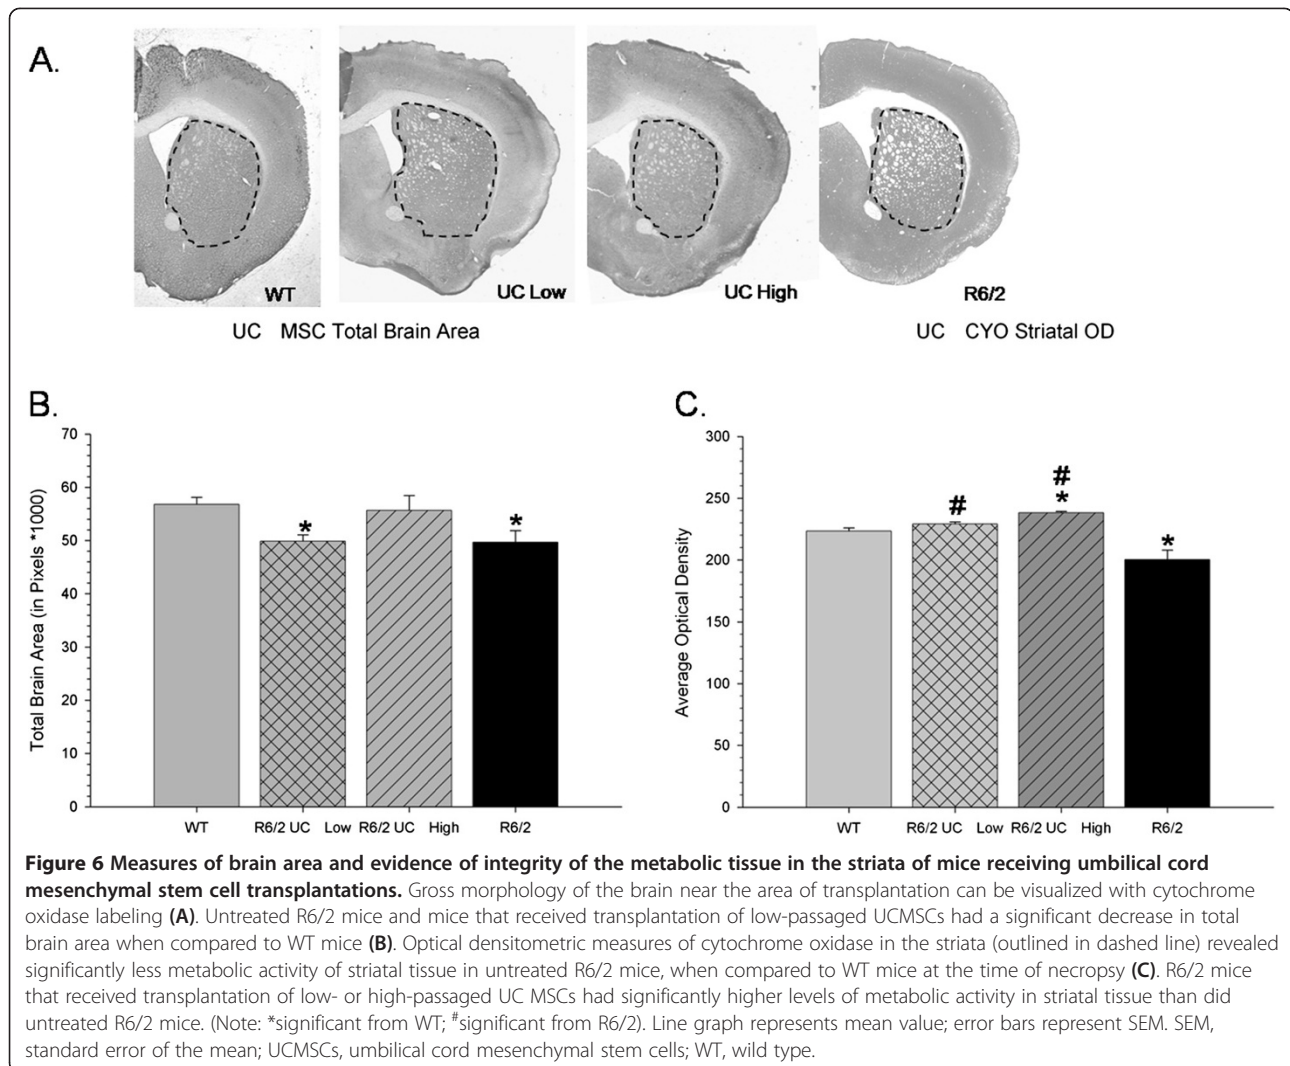 A.
WT
UC Low
UC High
R6/2
UC MSC Total Brain Area
UC CYO Striatal OD
B.
70
60
50
40
30
20
10
0
Total Brain Area (in Pixels *1000)
*
*
WT
R6/2 UC Low
R6/2 UC High
R6/2
C.
300
250
200
150
100
50
0
Average Optical Density
#
#
*
*
WT
R6/2 UC Low
R6/2 UC High
R6/2
Figure 6 Measures of brain area and evidence of integrity of the metabolic tissue in the striata of mice receiving umbilical cord
mesenchymal stem cell transplantations. Gross morphology of the brain near the area of transplantation can be visualized with cytochrome
oxidase labeling (A). Untreated R6/2 mice and mice that received transplantation of low-passaged UCMSCs had a significant decrease in total
brain area when compared to WT mice (B). Optical densitometric measures of cytochrome oxidase in the striata (outlined in dashed line) revealed
significantly less metabolic activity of striatal tissue in untreated R6/2 mice, when compared to WT mice at the time of necropsy (C). R6/2 mice
that received transplantation of low- or high-passaged UC MSCs had significantly higher levels of metabolic activity in striatal tissue than did
untreated R6/2 mice. (Note: *significant from WT; #significant from R6/2). Line graph represents mean value; error bars represent SEM. SEM,
standard error of the mean; UCMSCs, umbilical cord mesenchymal stem cells; WT, wild type.